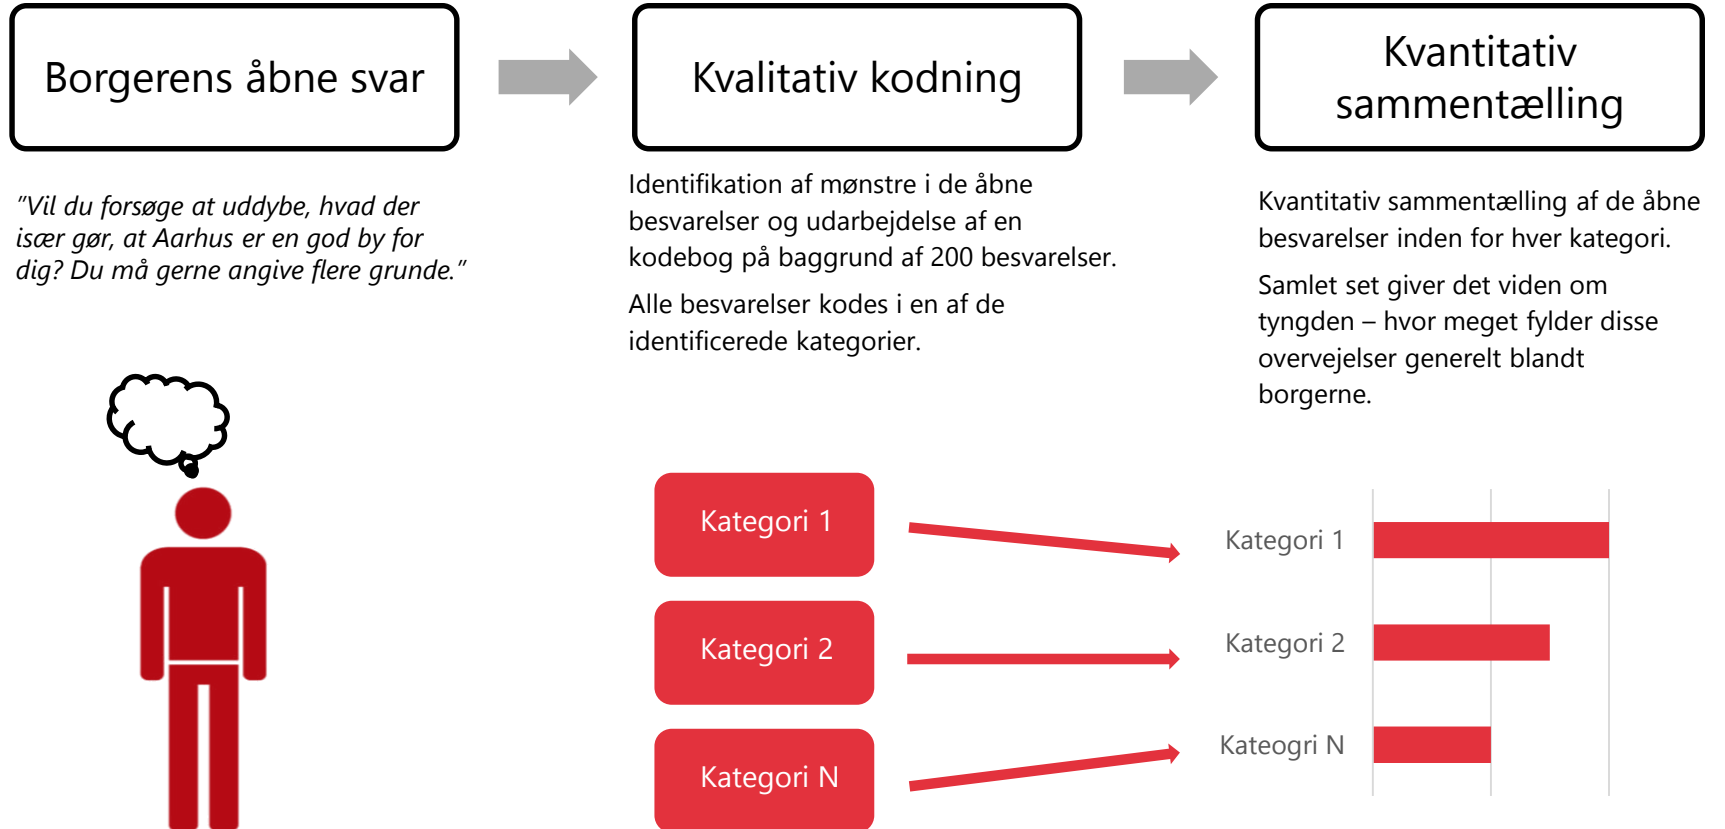 Borgerens åbne svar
”Vil du forsøge at uddybe, hvad der
især gør, at Aarhus er en god by for
dig? Du må gerne angive flere grunde.”
Kvalitativ kodning
Identifikation af mønstre i de åbne
besvarelser og udarbejdelse af en
kodebog på baggrund af 200 besvarelser.
Alle besvarelser kodes i en af de
identificerede kategorier.
Kategori 1
Kategori 2
Kategori N
Kvantitativ
sammentælling
Kvantitativ sammentælling af de åbne
besvarelser inden for hver kategori.
Samlet set giver det viden om
tyngden – hvor meget fylder disse
overvejelser generelt blandt
borgerne.
Kategori 1
Kategori 2
Kateogri N